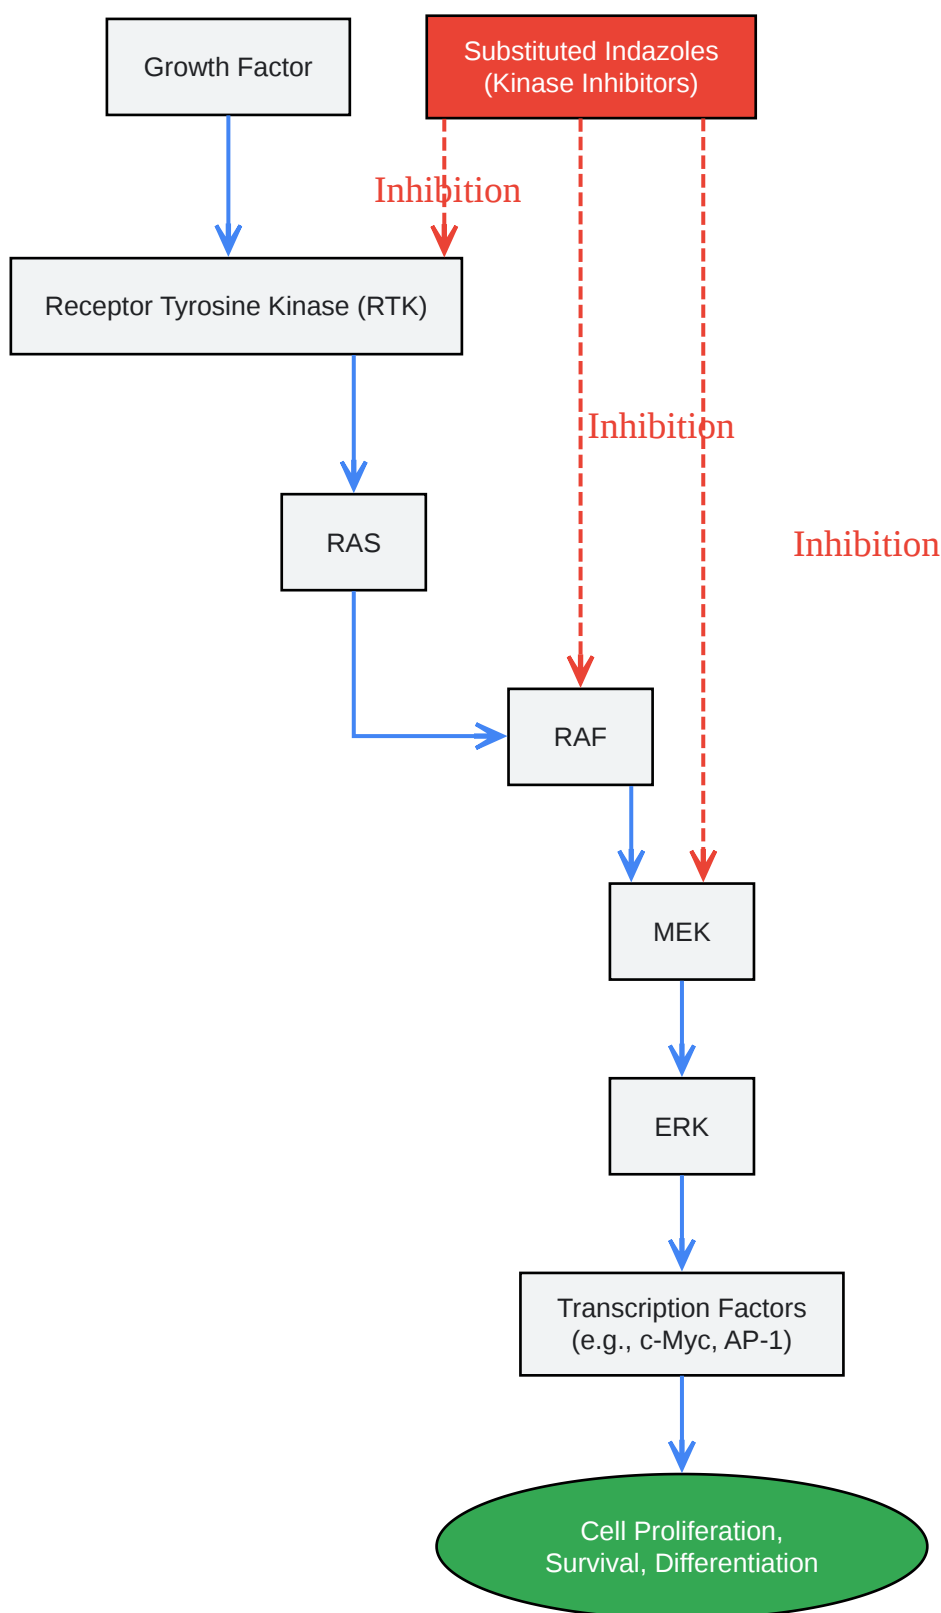 Growth Factor
Substituted Indazoles
(Kinase Inhibitors)
Inhibition
Receptor Tyrosine Kinase (RTK)
Inhibition
RAS
Inhibition
RAF
MEK
ERK
Transcription Factors
(e.g., c-Myc, AP-1)
Cell Proliferation,
Survival, Differentiation